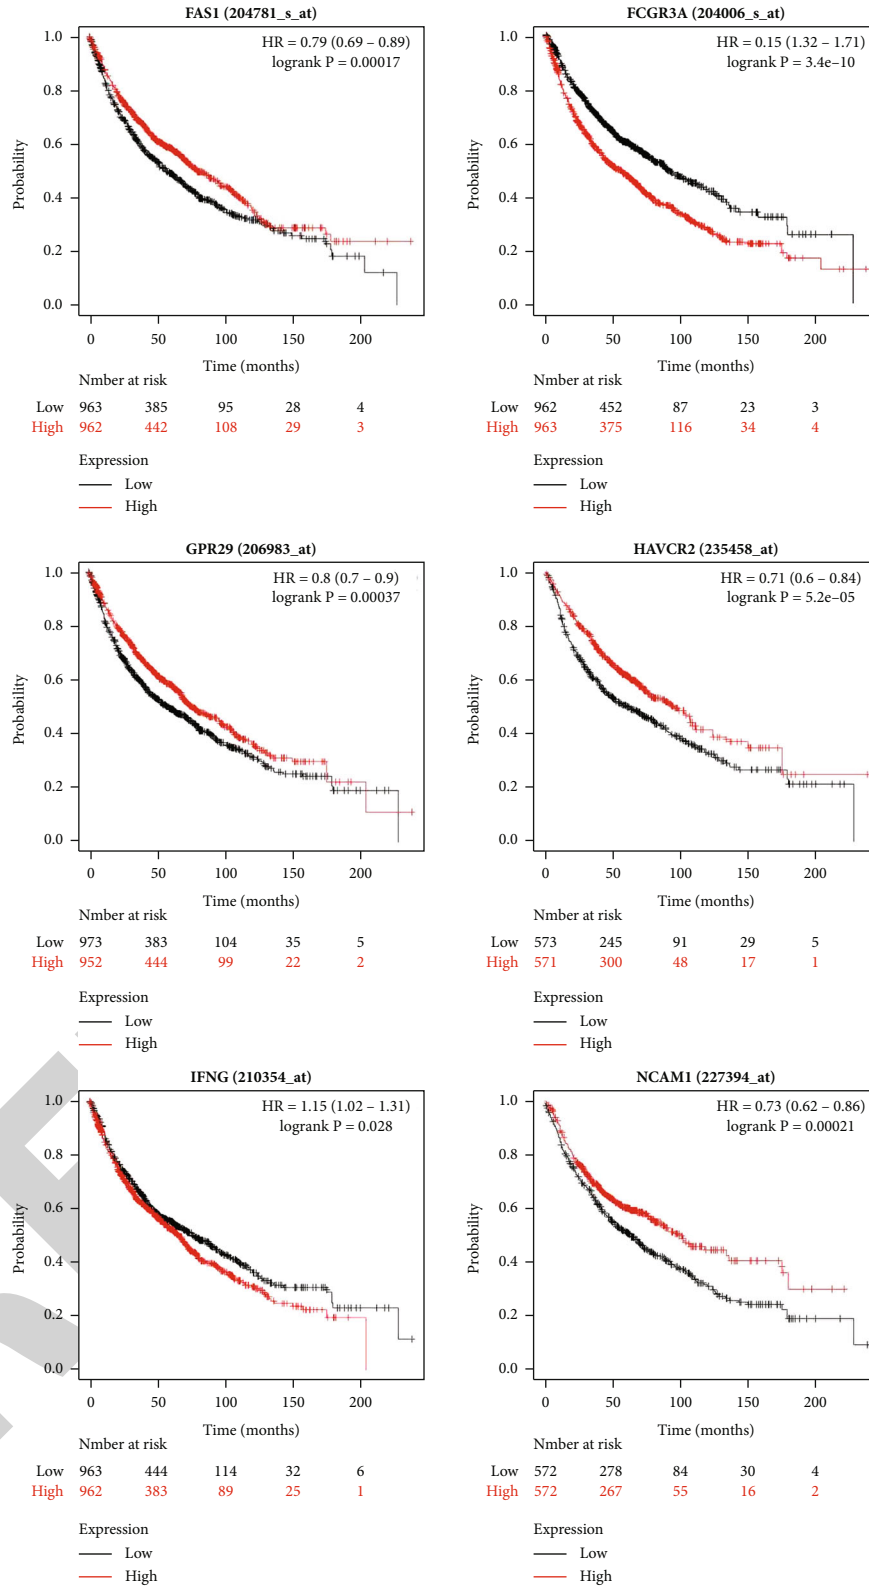 FAS1 (204781_s_at)
HR = 0.79 (0.69 – 0.89)
logrank P = 0.00017
1.0
0.8
0.6
0.4
0.2
0.0
Probability
0 50 100 150 200
Time (months)
Nmber at risk
Low 963 385 95 28 4
High 962 442 108 29 3
Expression
Low
High
FCGR3A (204006_s_at)
HR = 0.15 (1.32 – 1.71)
logrank P = 3.4e–10
1.0
0.8
0.6
0.4
0.2
0.0
Probability
0 50 100 150 200
Time (months)
Nmber at risk
Low 962 452 87 23 3
High 963 375 116 34 4
Expression
Low
High
GPR29 (206983_at)
HR = 0.8 (0.7 – 0.9)
logrank P = 0.00037
1.0
0.8
0.6
0.4
0.2
0.0
Probability
0 50 100 150 200
Time (months)
Nmber at risk
Low 973 383 104 35 5
High 952 444 99 22 2
Expression
Low
High
HAVCR2 (235458_at)
HR = 0.71 (0.6 – 0.84)
logrank P = 5.2e–05
1.0
0.8
0.6
0.4
0.2
0.0
Probability
0 50 100 150 200
Time (months)
Nmber at risk
Low 573 245 91 29 5
High 571 300 48 17 1
Expression
Low
High
IFNG (210354_at)
HR = 1.15 (1.02 – 1.31)
logrank P = 0.028
1.0
0.8
0.6
0.4
0.2
0.0
Probability
0 50 100 150 200
Time (months)
Nmber at risk
Low 963 444 114 32 6
High 962 383 89 25 1
Expression
Low
High
NCAM1 (227394_at)
HR = 0.73 (0.62 – 0.86)
logrank P = 0.00021
1.0
0.8
0.6
0.4
0.2
0.0
Probability
0 50 100 150 200
Time (months)
Nmber at risk
Low 572 278 84 30 4
High 572 267 55 16 2
Expression
Low
High